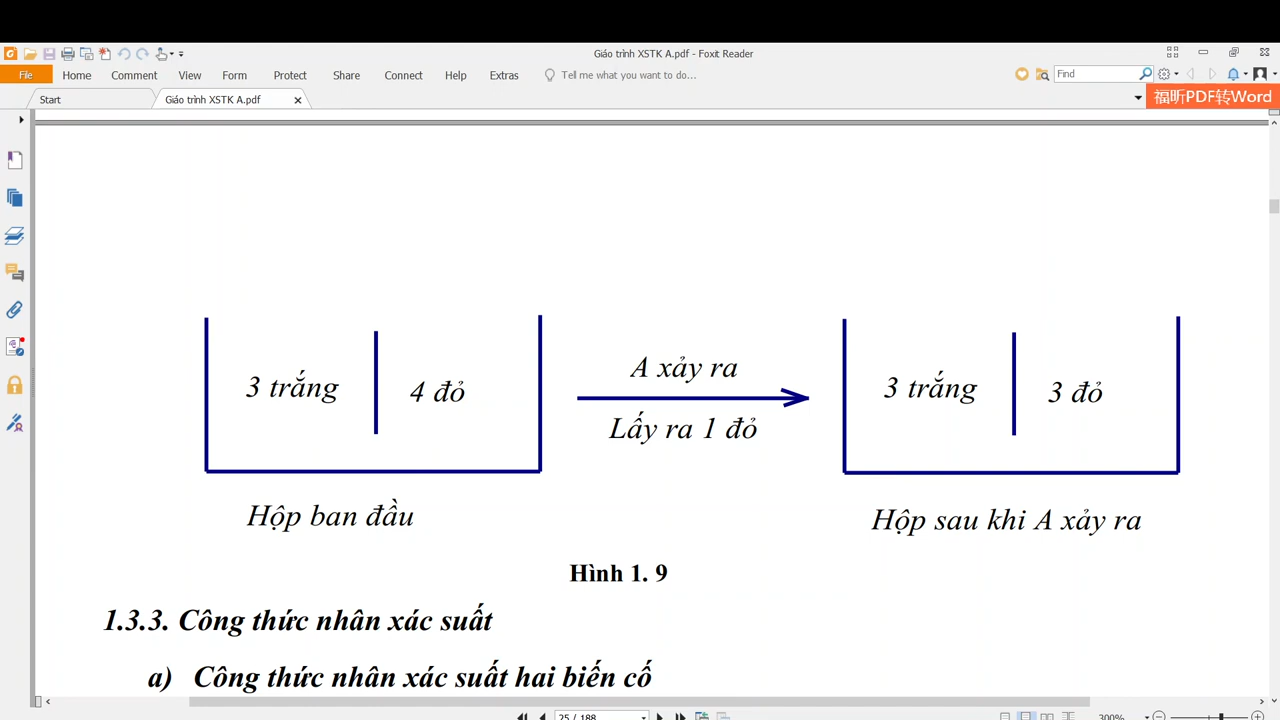 Giáo trình XSTK A.pdf - Foxit Reader
File Home Comment View Form Protect Share Connect Help Extras Tell me what you want to do... Find
Start Giáo trình XSTK A.pdf 福昕PDF转Word
3 trắng 4 đỏ
A xảy ra
Lấy ra 1 đỏ
3 trắng 3 đỏ
Hộp ban đầu
Hộp sau khi A xảy ra
Hình 1. 9
1.3.3. Công thức nhân xác suất
a) Công thức nhân xác suất hai biến cố
25 / 188
300%